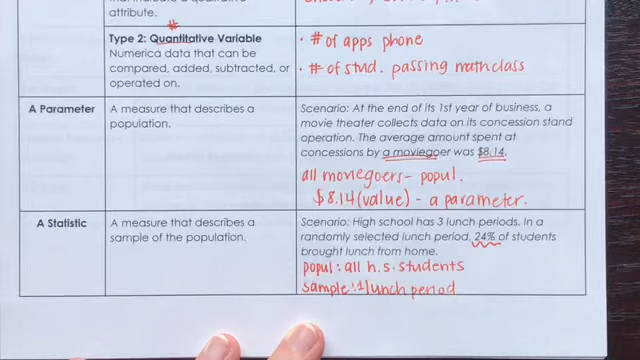 attribute.
#
Type 2: Quantitative Variable
Numerica data that can be
compared, added, subtracted, or
operated on.
• # of apps phone
• # of stud. passing math class
A Parameter
A measure that describes a
population.
Scenario: At the end of its 1st year of business, a
movie theater collects data on its concession stand
operation. The average amount spent at
concessions by a moviegoer was $8.14.
all moviegoers - popul.
$8.14 (value) - a parameter.
A Statistic
A measure that describes a
sample of the population.
Scenario: High school has 3 lunch periods. In a
randomly selected lunch period, 24% of students
brought lunch from home.
popul: all h.s. students
sample: 1 lunch period